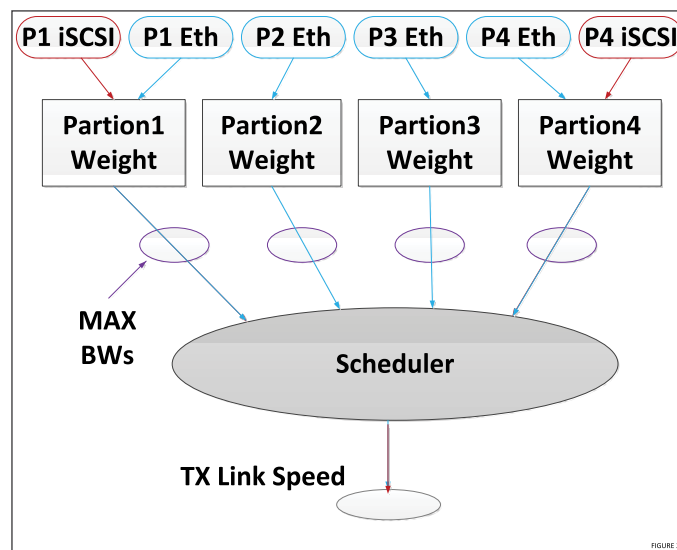 P1 iSCSI P1 Eth P2 Eth P3 Eth P4 Eth P4 iSCSI
Partion1 Partion2 Partion3 Partion4
Weight Weight Weight Weight
MAX
BWs
Scheduler
TX Link Speed
FIGURE